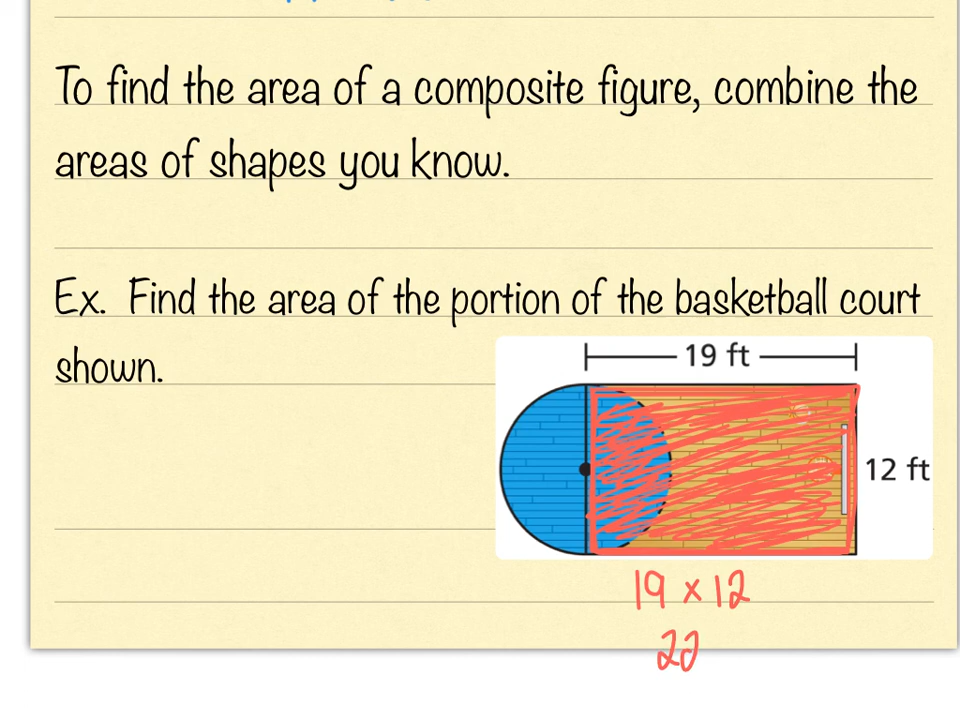 To find the area of a composite figure, combine the
areas of shapes you know.
Ex. Find the area of the portion of the basketball court
shown.
19 ft
12 ft
19 x 12
22